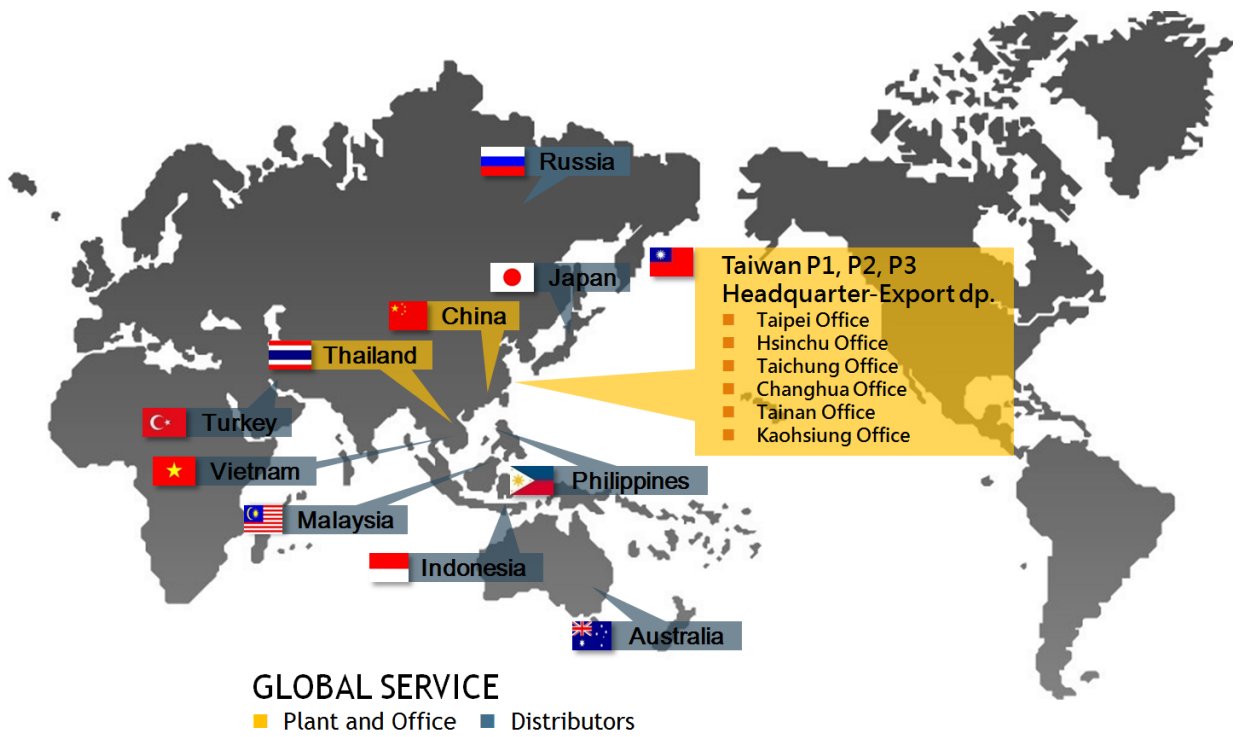 Russia
Japan
China
Thailand
Turkey
Vietnam
Malaysia
Indonesia
Philippines
Australia
Taiwan P1, P2, P3
Headquarter-Export dp.
Taipei Office
Hsinchu Office
Taichung Office
Changhua Office
Tainan Office
Kaohsiung Office
GLOBAL SERVICE
Plant and Office
Distributors